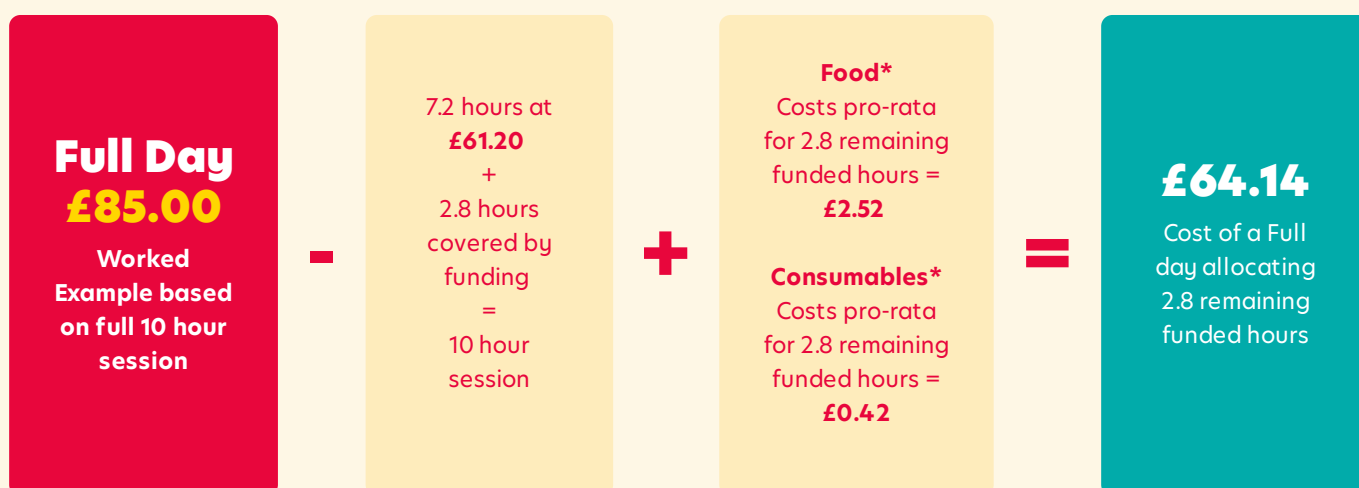 Full Day
£85.00
Worked
Example based
on full 10 hour
session
-
7.2 hours at
£61.20
+
2.8 hours
covered by
funding
=
10 hour
session
+
Food*
Costs pro-rata
for 2.8 remaining
funded hours =
£2.52
Consumables*
Costs pro-rata
for 2.8 remaining
funded hours =
£0.42
=
£64.14
Cost of a Full
day allocating
2.8 remaining
funded hours